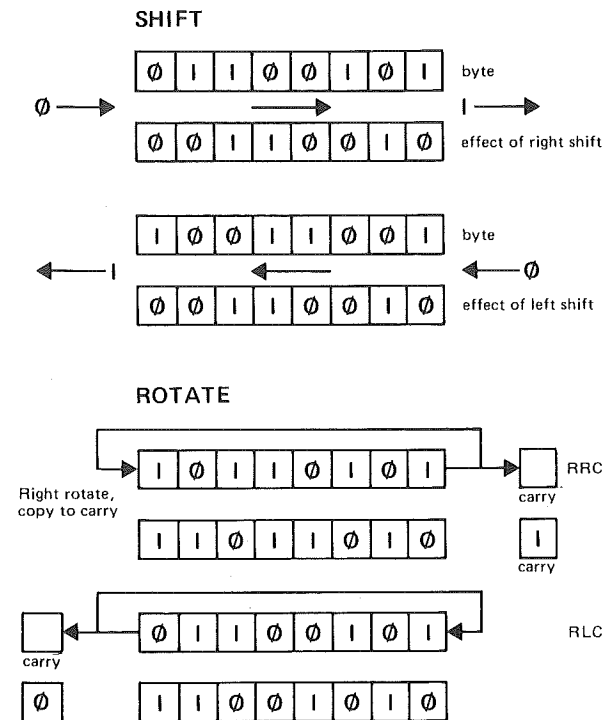 SHIFT
Ø 1 1 Ø Ø 1 Ø 1 byte
Ø 1
Ø Ø 1 1 Ø Ø 1 Ø effect of right shift
1 Ø Ø 1 1 Ø Ø 1 byte
1 Ø
Ø Ø 1 1 Ø Ø 1 Ø effect of left shift
ROTATE
1 Ø 1 1 Ø 1 Ø 1 RRC
carry
Right rotate,
copy to carry
1 1 Ø 1 1 Ø 1 Ø 1
carry
Ø 1 1 Ø Ø 1 Ø 1 RLC
carry
Ø 1 1 Ø Ø 1 Ø 1 Ø